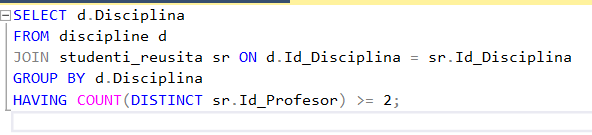 SELECT d.Disciplina
FROM discipline d
JOIN studenti_reusita sr ON d.Id_Disciplina = sr.Id_Disciplina
GROUP BY d.Disciplina
HAVING COUNT(DISTINCT sr.Id_Profesor) >= 2;